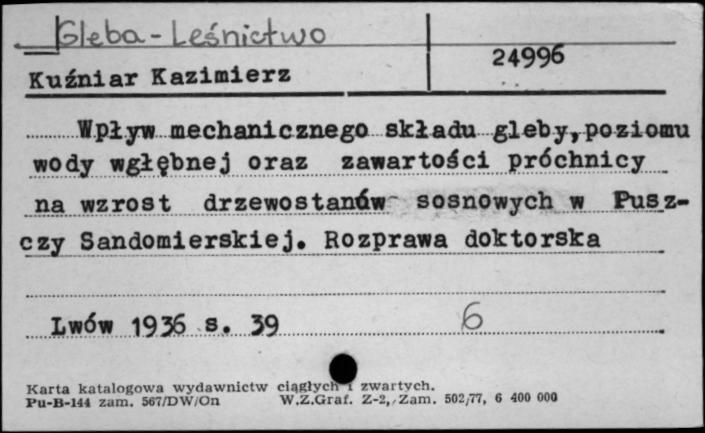 Gleba - Leśnictwo
24996
Kuźniar Kazimierz
Wpływ mechanicznego składu gleby, poziomu
wody wgłębnej oraz zawartości próchnicy
na wzrost drzewostanów sosnowych w Pusz-
czy Sandomierskiej. Rozprawa doktorska
Lwów 1936 s. 39 6
Karta katalogowa wydawnictw ciągłych i zwartych.
Pu-B-144 zam. 567/DW/On W.Z.Graf. Z-2, Zam. 502/77, 6 400 000